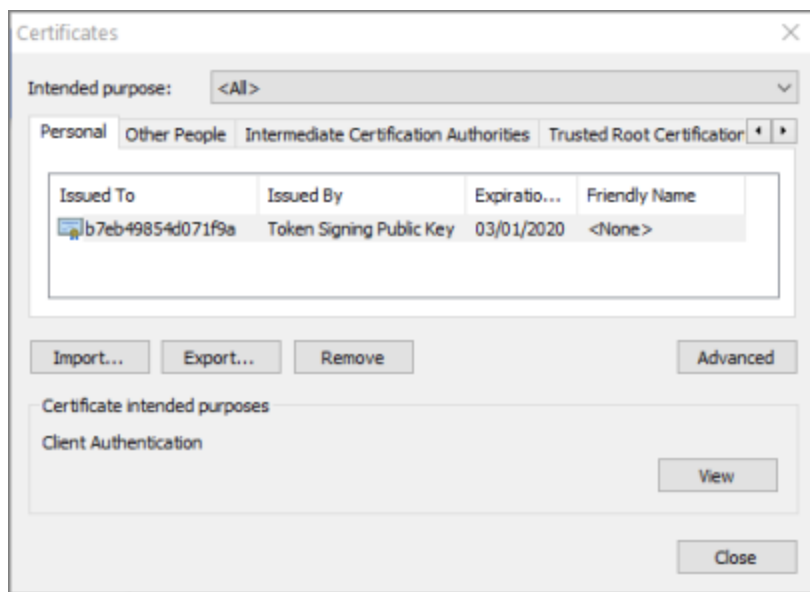 Certificates
Intended purpose: <All>
Personal Other People Intermediate Certification Authorities Trusted Root Certification
Issued To Issued By Expiratio... Friendly Name
b7eb49854d071f9a Token Signing Public Key 03/01/2020 <None>
Import... Export... Remove Advanced
Certificate intended purposes
Client Authentication
View
Close